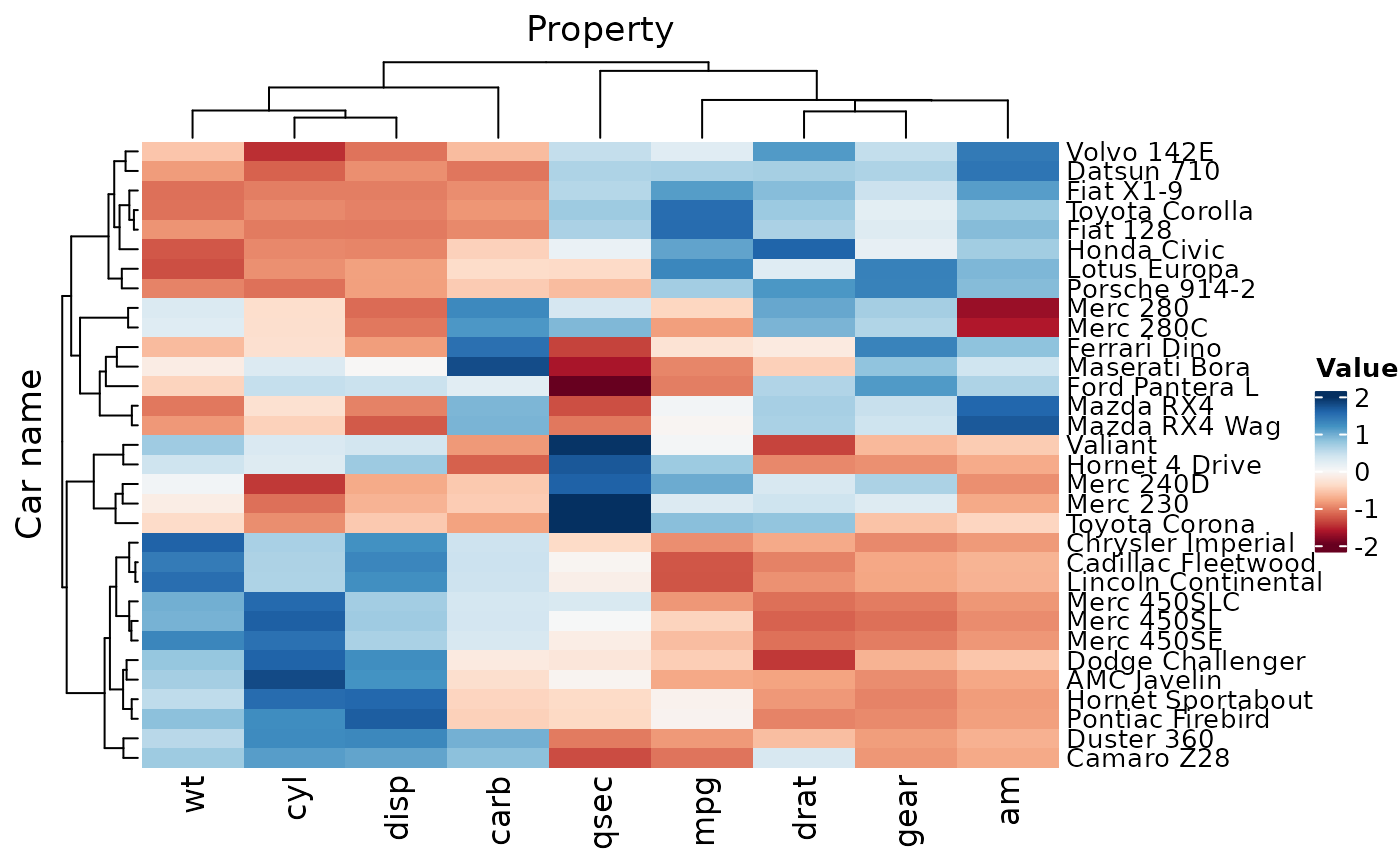 Property
Volvo 142E
Datsun 710
Fiat X1-9
Toyota Corolla
Fiat 128
Honda Civic
Lotus Europa
Porsche 914-2
Merc 280
Merc 280C
Ferrari Dino
Maserati Bora
Ford Pantera L
Mazda RX4
Mazda RX4 Wag
Valiant
Hornet 4 Drive
Merc 240D
Merc 230
Toyota Corona
Chrysler Imperial
Cadillac Fleetwood
Lincoln Continental
Merc 450SLC
Merc 450SL
Merc 450SE
Dodge Challenger
AMC Javelin
Hornet Sportabout
Pontiac Firebird
Duster 360
Camaro Z28
Car name
wt
cyl
disp
carb
qsec
mpg
drat
gear
am
Value
2
1
0
-1
-2